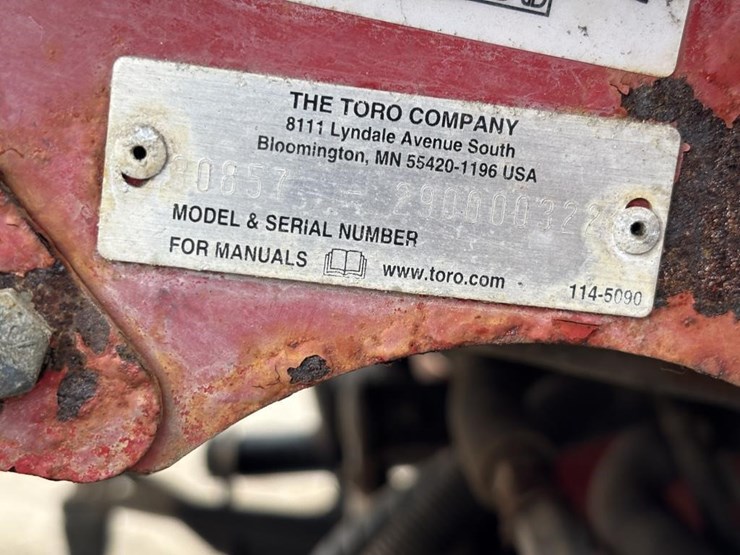 THE TORO COMPANY
8111 Lyndale Avenue South
Bloomington, MN 55420-1196 USA
MODEL & SERIAL NUMBER
FOR MANUALS www.toro.com
114-5090